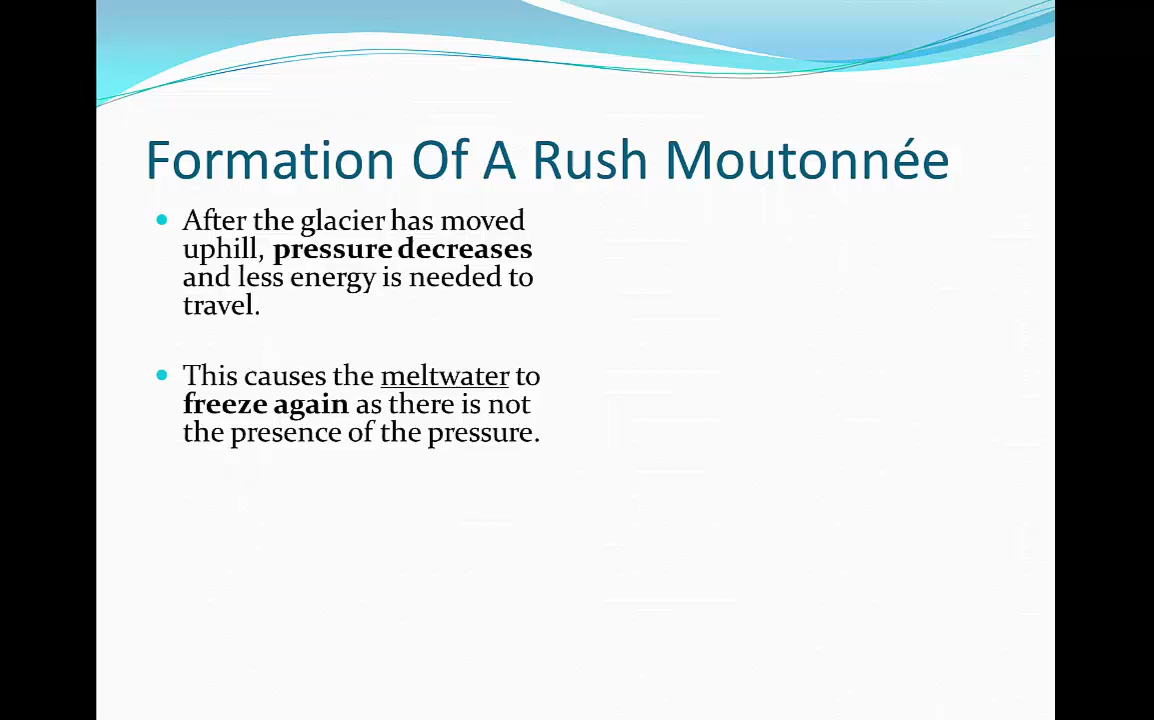 Formation Of A Rush Moutonnée
After the glacier has moved
uphill, pressure decreases
and less energy is needed to
travel.
This causes the meltwater to
freeze again as there is not
the presence of the pressure.